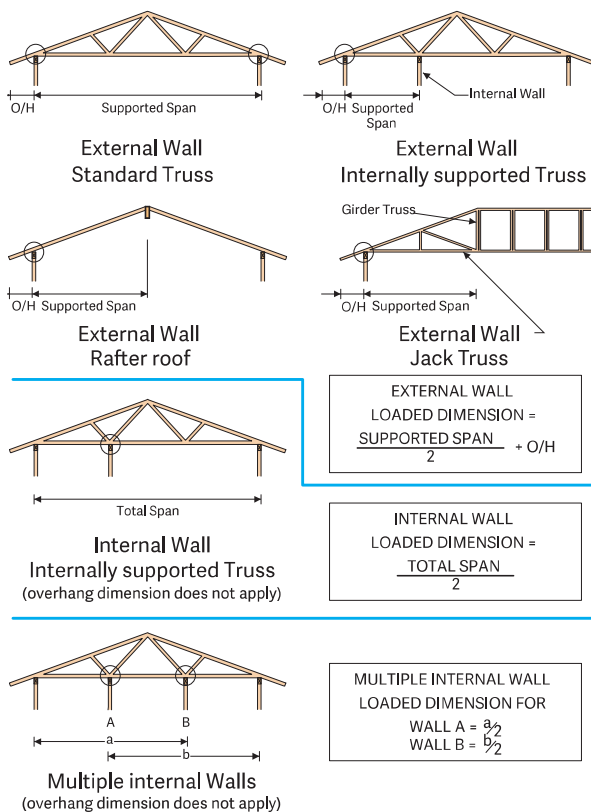 O/H
Supported Span
External Wall
Standard Truss
O/H
Supported
Span
Internal Wall
External Wall
Internally supported Truss
O/H
Supported Span
External Wall
Rafter roof
Girder Truss
O/H
Supported Span
External Wall
Jack Truss
EXTERNAL WALL
LOADED DIMENSION =
SUPPORTED SPAN
2
+ O/H
Total Span
Internal Wall
Internally supported Truss
(overhang dimension does not apply)
INTERNAL WALL
LOADED DIMENSION =
TOTAL SPAN
2
A B
a
b
Multiple internal Walls
(overhang dimension does not apply)
MULTIPLE INTERNAL WALL
LOADED DIMENSION FOR
WALL A = a/2
WALL B = b/2